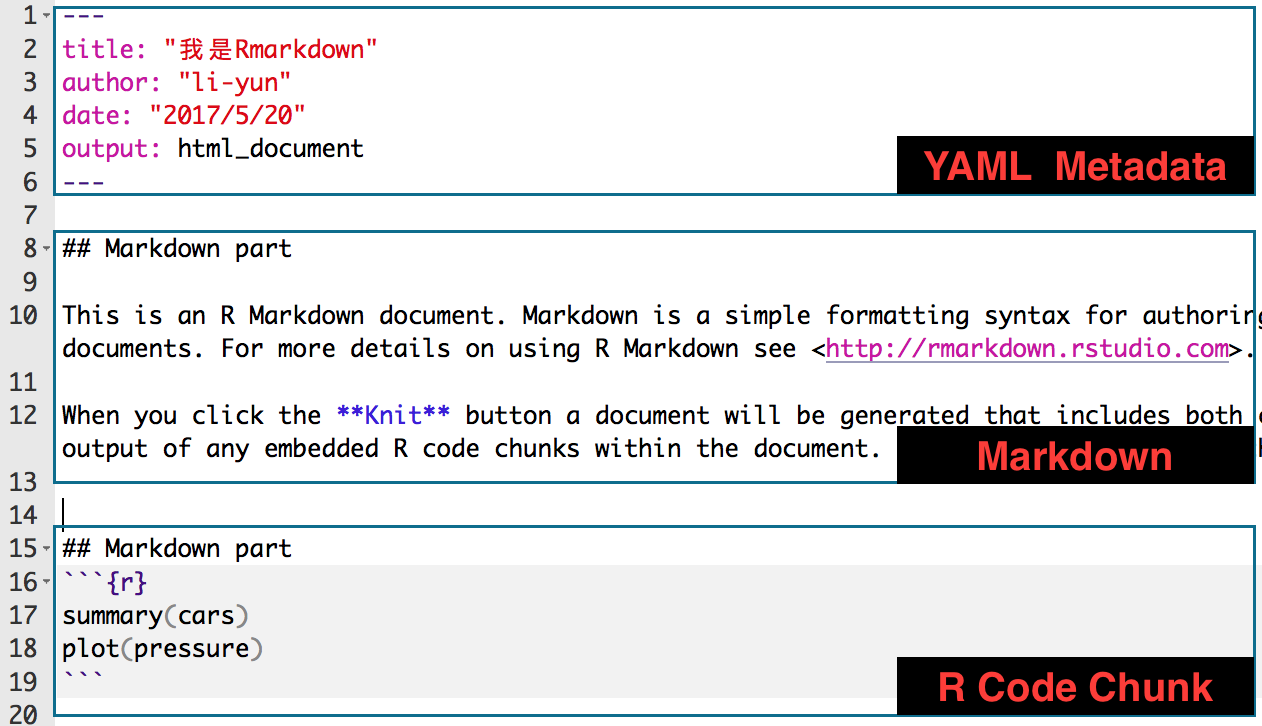 1 ---
2 title: "我是Rmarkdown"
3 author: "li-yun"
4 date: "2017/5/20"
5 output: html_document
YAML Metadata
6 ---
7
8 ## Markdown part
9
10 This is an R Markdown document. Markdown is a simple formatting syntax for authoring
documents. For more details on using R Markdown see <http://rmarkdown.rstudio.com>.
11
12 When you click the **Knit** button a document will be generated that includes both
output of any embedded R code chunks within the document.
Markdown
13
14
15 ## Markdown part
16 ```{r}
17 summary(cars)
18 plot(pressure)
19 ```
R Code Chunk
20